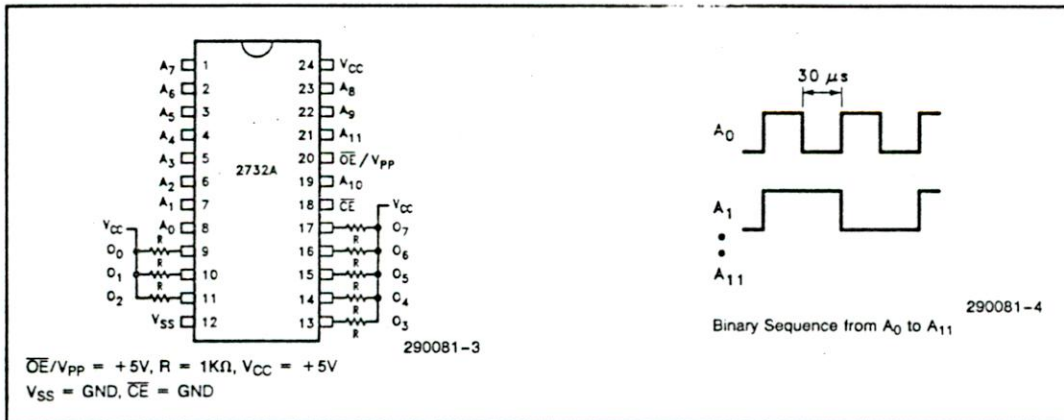 A7 1 24 VCC
A6 2 23 A8
A5 3 22 A9
A4 4 21 A11
A3 5 20 OE/VPP
A2 6 2732A 19 A10
A1 7 18 CE
VCC A0 8 17 O7 VCC
O0 R 9 16 R O6
O1 R 10 15 R O5
O2 R 11 14 R O4
VSS 12 13 R O3
R
290081-3
OE/VPP = +5V, R = 1KΩ, VCC = +5V
VSS = GND, CE = GND
30 μs
A0
A1
A11
290081-4
Binary Sequence from A0 to A11